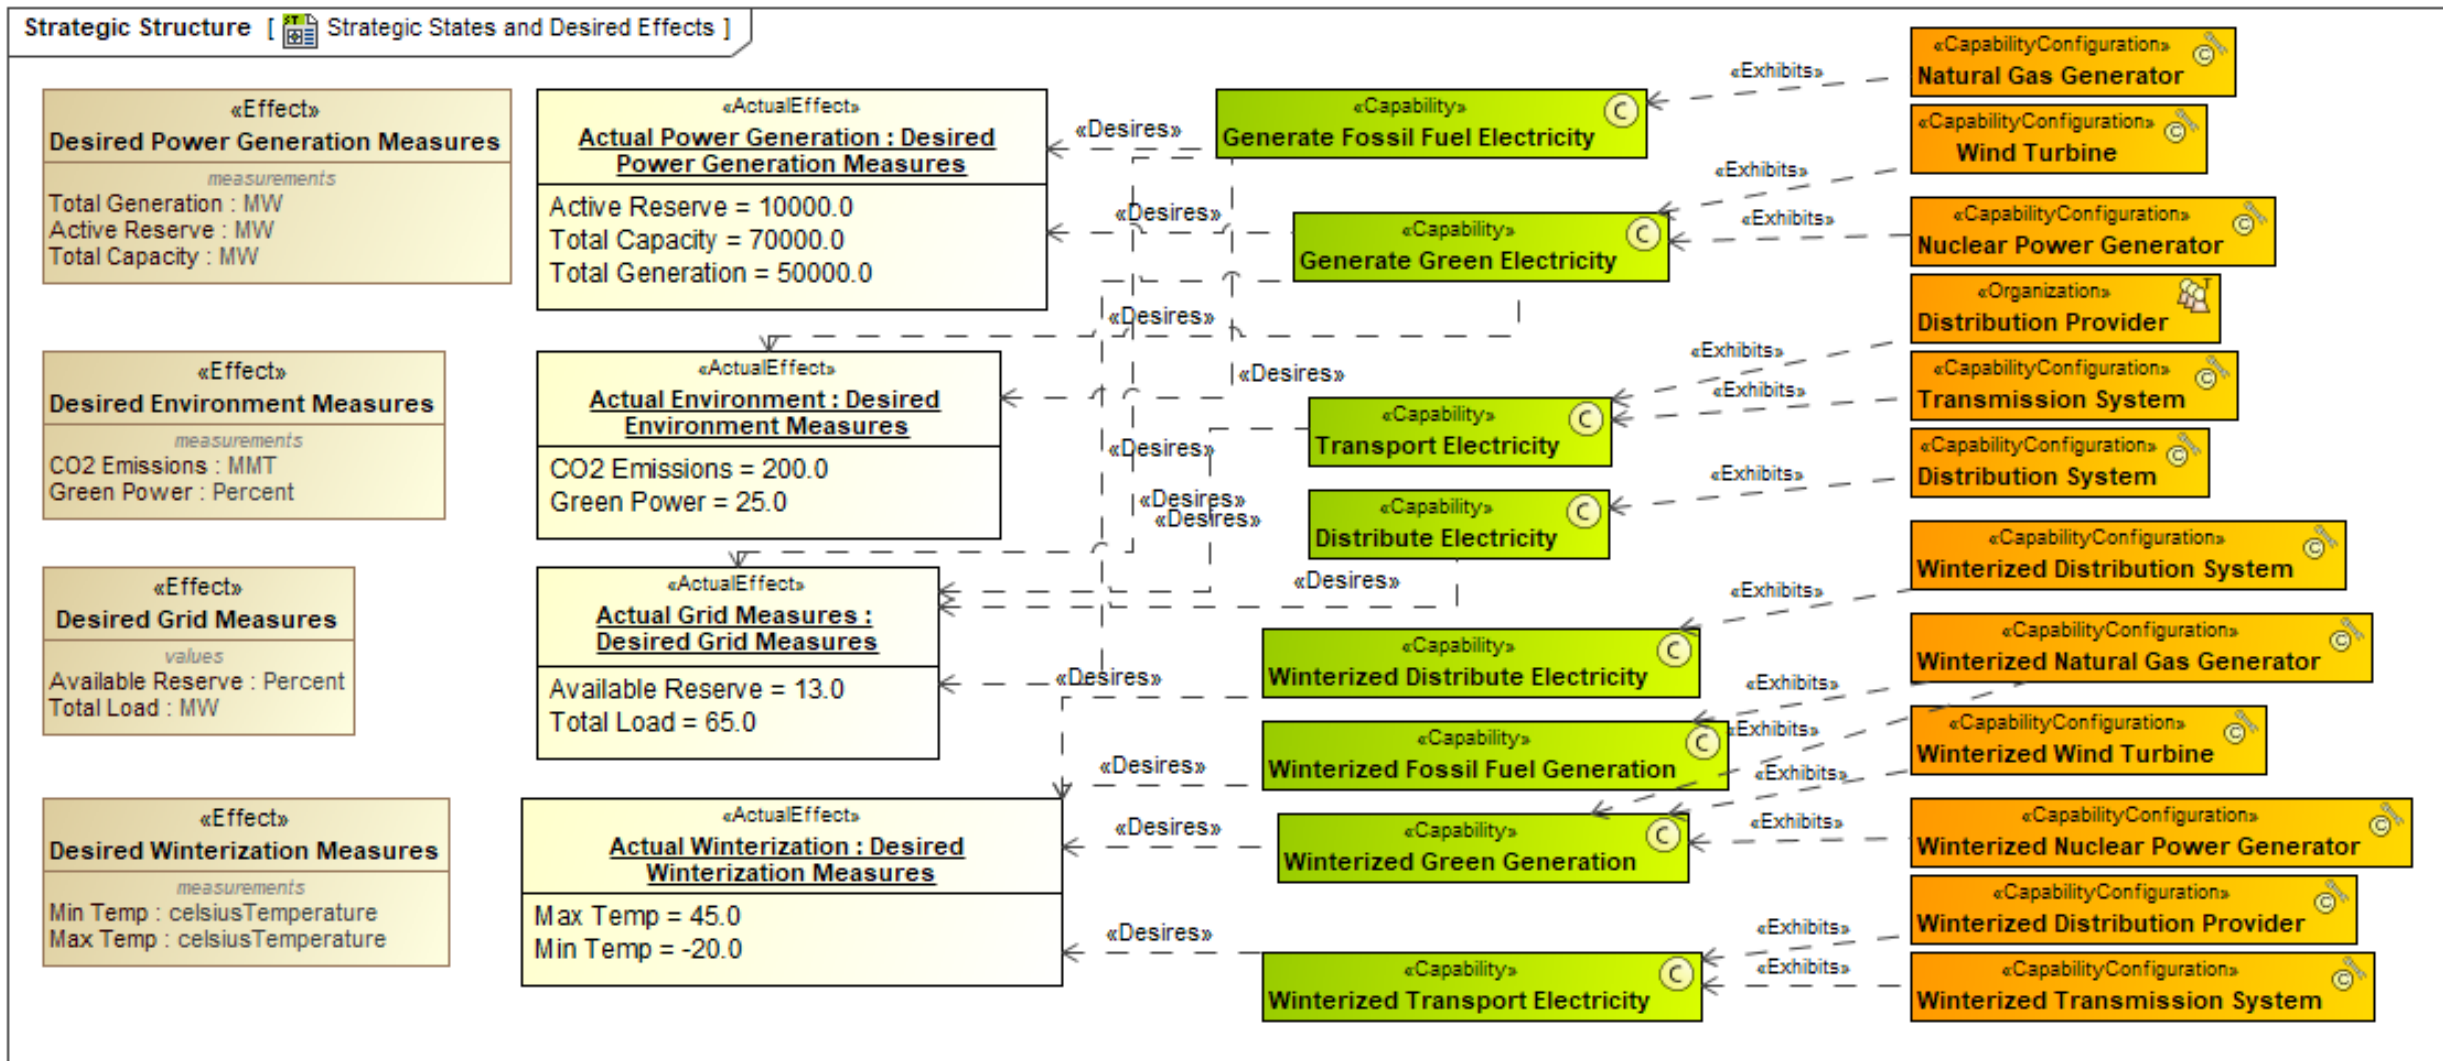 Strategic Structure [ Strategic States and Desired Effects ]
«Effect»
Desired Power Generation Measures
measurements
Total Generation : MW
Active Reserve : MW
Total Capacity : MW
«Effect»
Desired Environment Measures
measurements
CO2 Emissions : MMT
Green Power : Percent
«Effect»
Desired Grid Measures
values
Available Reserve : Percent
Total Load : MW
«Effect»
Desired Winterization Measures
measurements
Min Temp : celsiusTemperature
Max Temp : celsiusTemperature
«ActualEffect»
Actual Power Generation : Desired
Power Generation Measures
Active Reserve = 10000.0
Total Capacity = 70000.0
Total Generation = 50000.0
«ActualEffect»
Actual Environment : Desired
Environment Measures
CO2 Emissions = 200.0
Green Power = 25.0
«ActualEffect»
Actual Grid Measures :
Desired Grid Measures
Available Reserve = 13.0
Total Load = 65.0
«ActualEffect»
Actual Winterization : Desired
Winterization Measures
Max Temp = 45.0
Min Temp = -20.0
«Desires»
«Desires»
«Desires»
«Desires»
«Desires»
«Desires»
«Desires»
«Desires»
«Desires»
«Desires»
«Desires»
«Desires»
«Capability»
C
Generate Fossil Fuel Electricity
«Capability»
C
Generate Green Electricity
«Capability»
C
Transport Electricity
«Capability»
C
Distribute Electricity
«Capability»
C
Winterized Distribute Electricity
«Capability»
C
Winterized Fossil Fuel Generation
«Capability»
C
Winterized Green Generation
«Capability»
C
Winterized Transport Electricity
«Exhibits»
«Exhibits»
«Exhibits»
«Exhibits»
«Exhibits»
«Exhibits»
«Exhibits»
«Exhibits»
«Exhibits»
«Exhibits»
«Exhibits»
«Exhibits»
«Exhibits»
«CapabilityConfiguration»
C
Natural Gas Generator
«CapabilityConfiguration»
C
Wind Turbine
«CapabilityConfiguration»
C
Nuclear Power Generator
«Organization»
T
Distribution Provider
«CapabilityConfiguration»
C
Transmission System
«CapabilityConfiguration»
C
Distribution System
«CapabilityConfiguration»
C
Winterized Distribution System
«CapabilityConfiguration»
C
Winterized Natural Gas Generator
«CapabilityConfiguration»
C
Winterized Wind Turbine
«CapabilityConfiguration»
C
Winterized Nuclear Power Generator
«CapabilityConfiguration»
C
Winterized Distribution Provider
«CapabilityConfiguration»
C
Winterized Transmission System